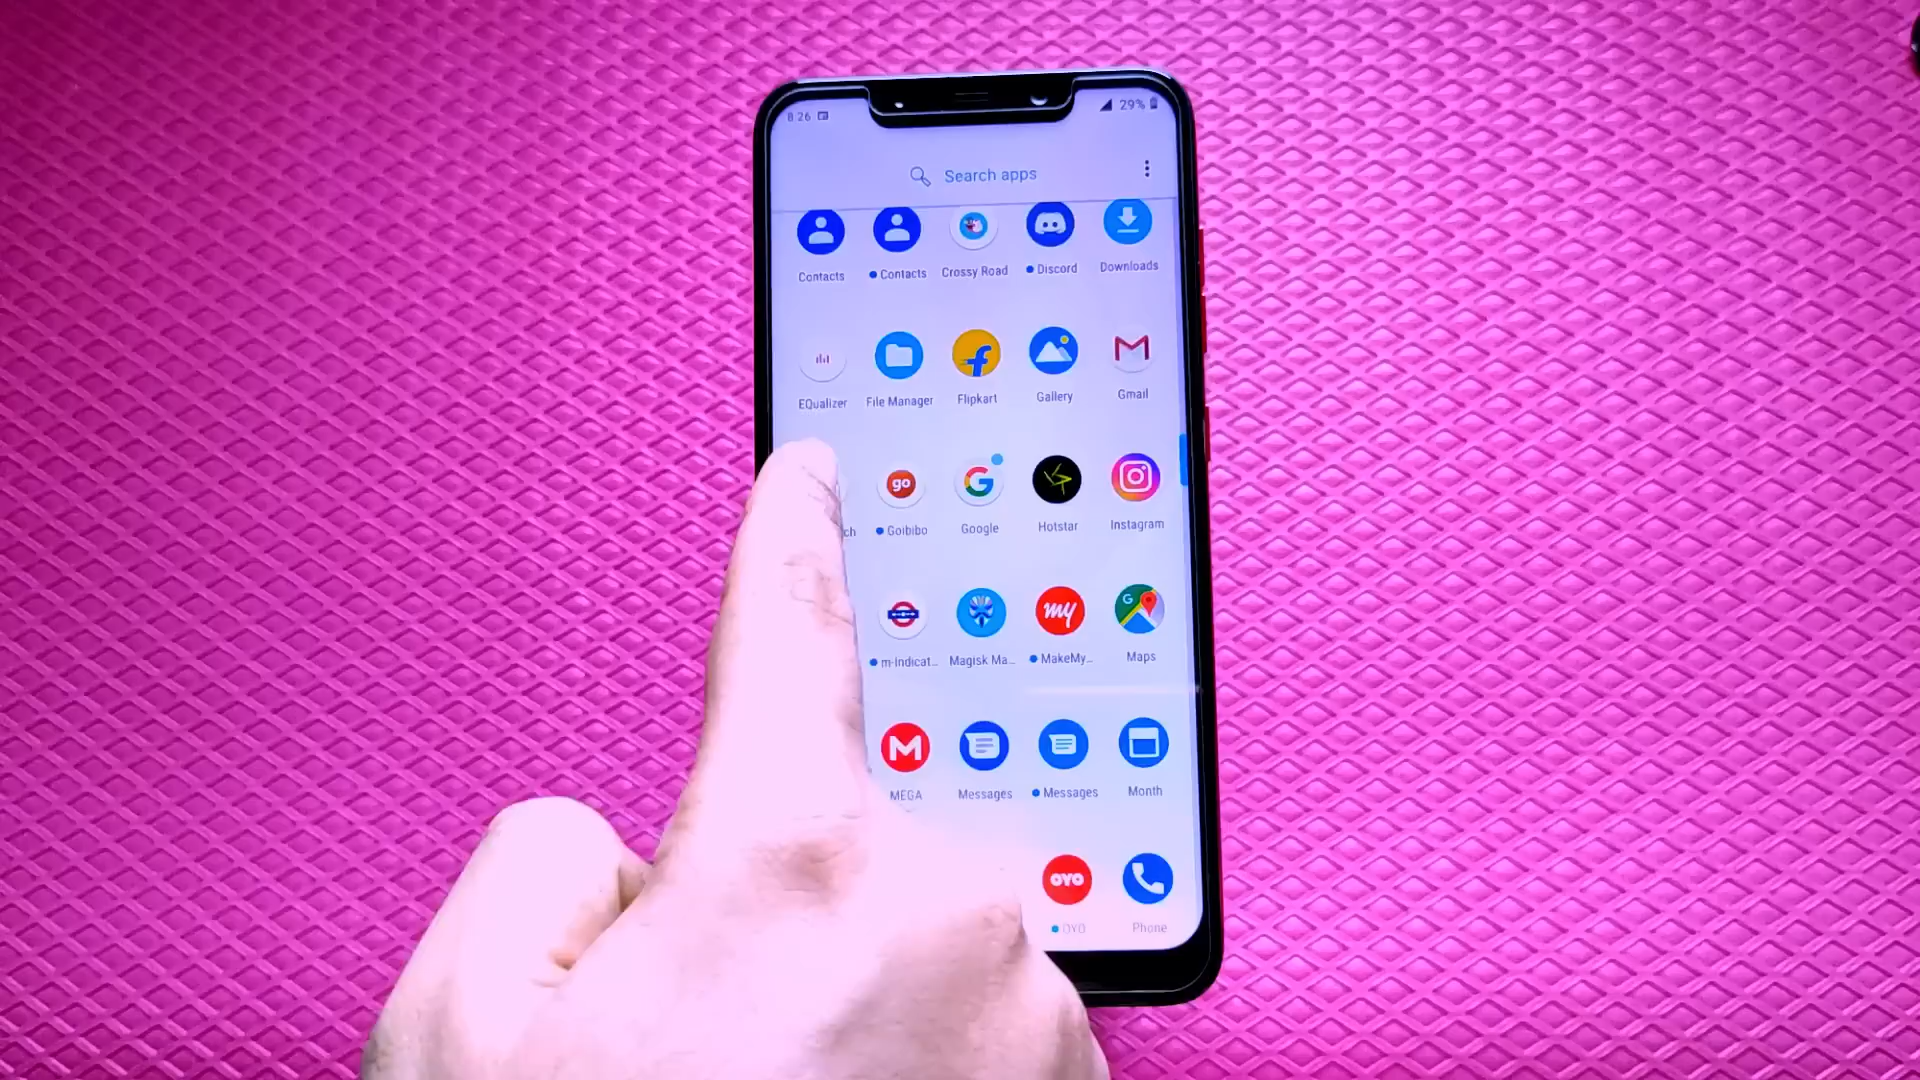 8 26 29%
Search apps
Contacts Contacts Crossy Road Discord Downloads
EQualizer File Manager Flipkart Gallery Gmail
go G
ch Goibibo Google Hotstar Instagram
my G
m-Indicat... Magisk Ma... MakeMy... Maps
M
MEGA Messages Messages Month
OYO
OYO Phone